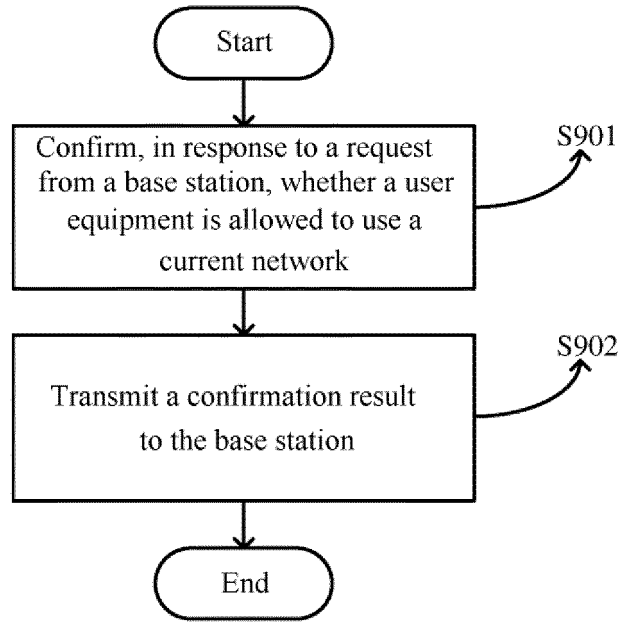 Start
Confirm, in response to a request
from a base station, whether a user
equipment is allowed to use a
current network
S901
Transmit a confirmation result
to the base station
S902
End